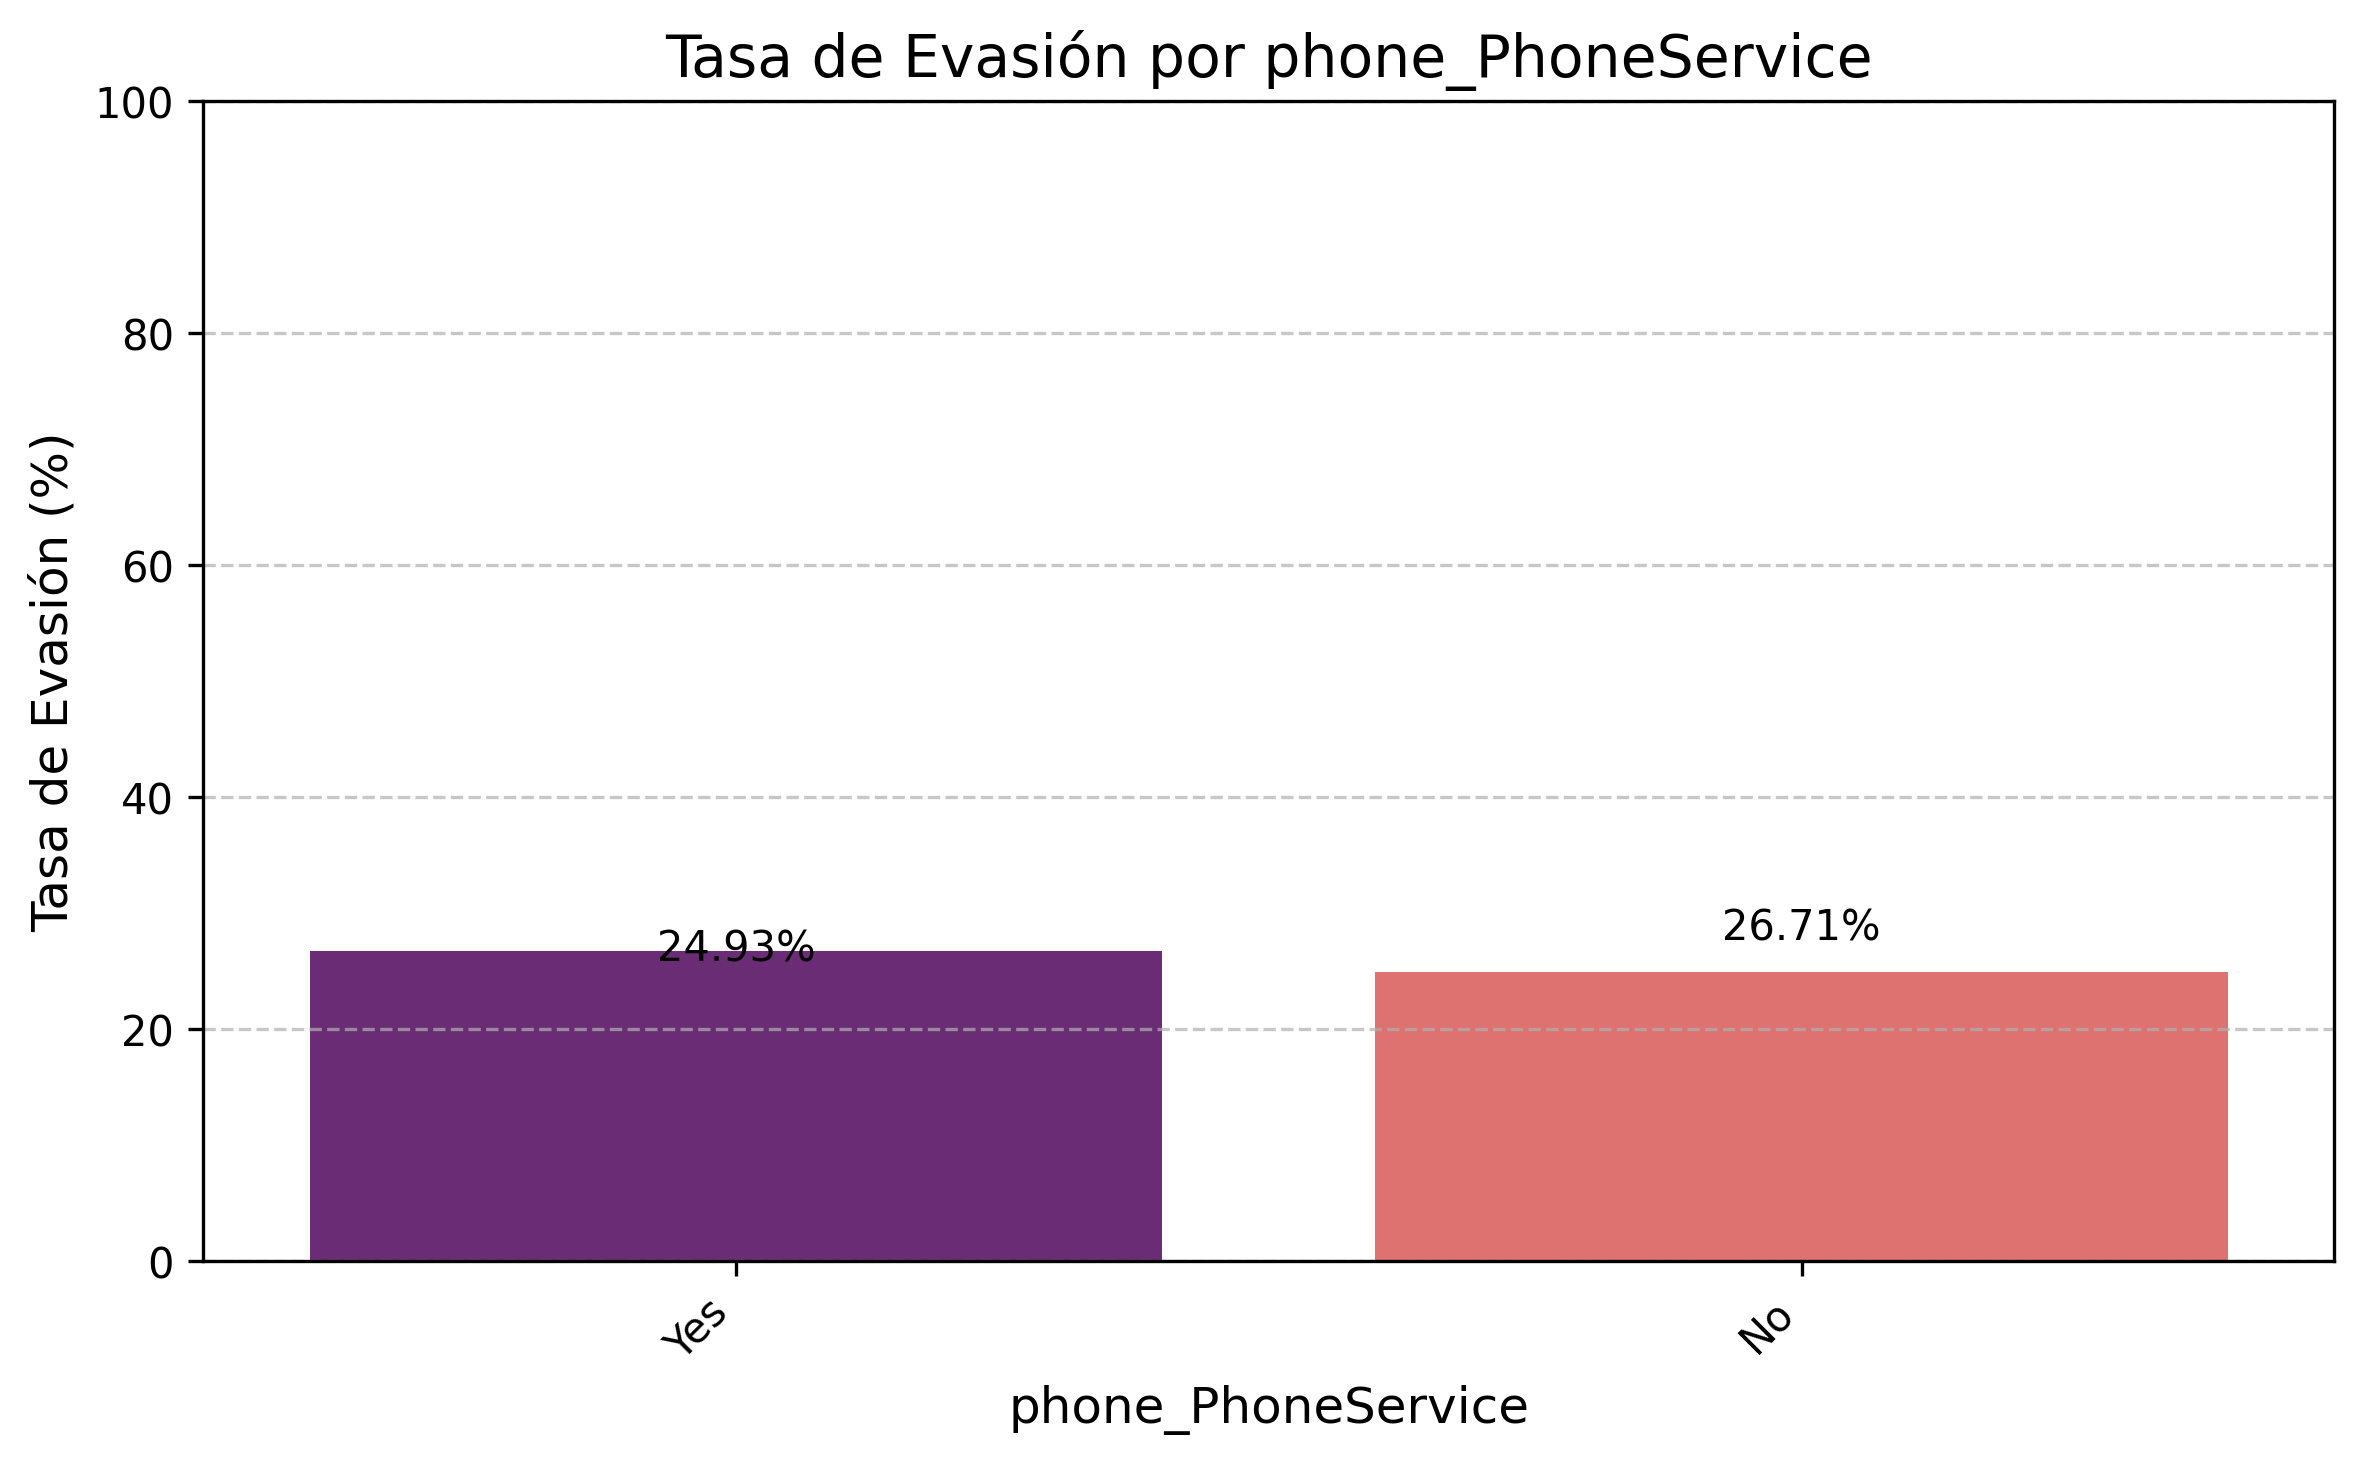 Tasa de Evasión por phone_PhoneService
Tasa de Evasión (%)
100
80
60
40
20
0
24.93%
26.71%
Yes
No
phone_PhoneService